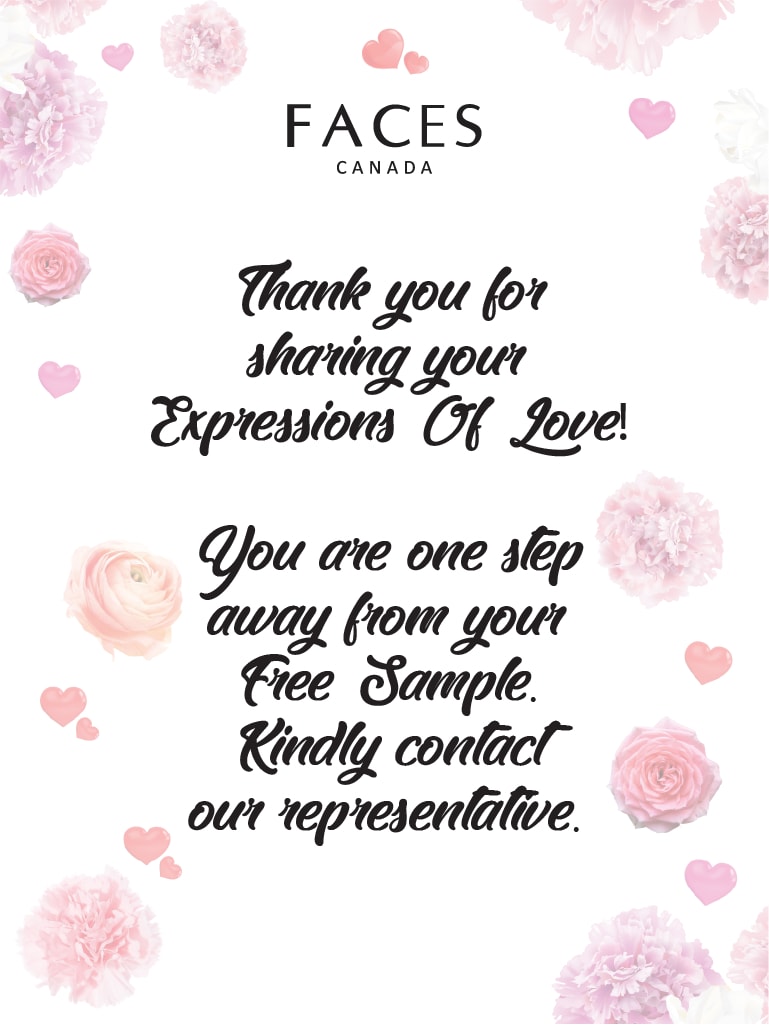 FACES
CANADA
Thank you for
sharing your
Expressions Of Love!
You are one step
away from your
Free Sample.
Kindly contact
our representative.